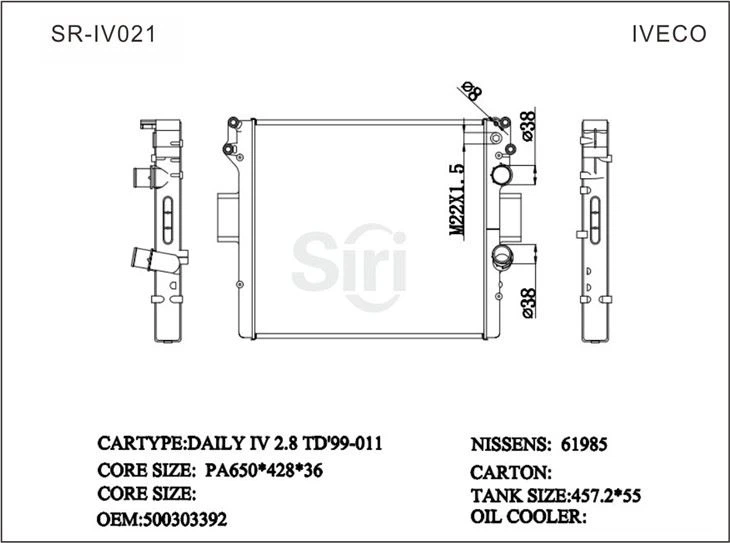 SR-IV021
IVECO
ø8
ø38
M22X1.5
Siri
ø38
CARTYPE:DAILY IV 2.8 TD'99-011
CORE SIZE: PA650*428*36
CORE SIZE:
OEM:500303392
NISSENS: 61985
CARTON:
TANK SIZE:457.2*55
OIL COOLER: